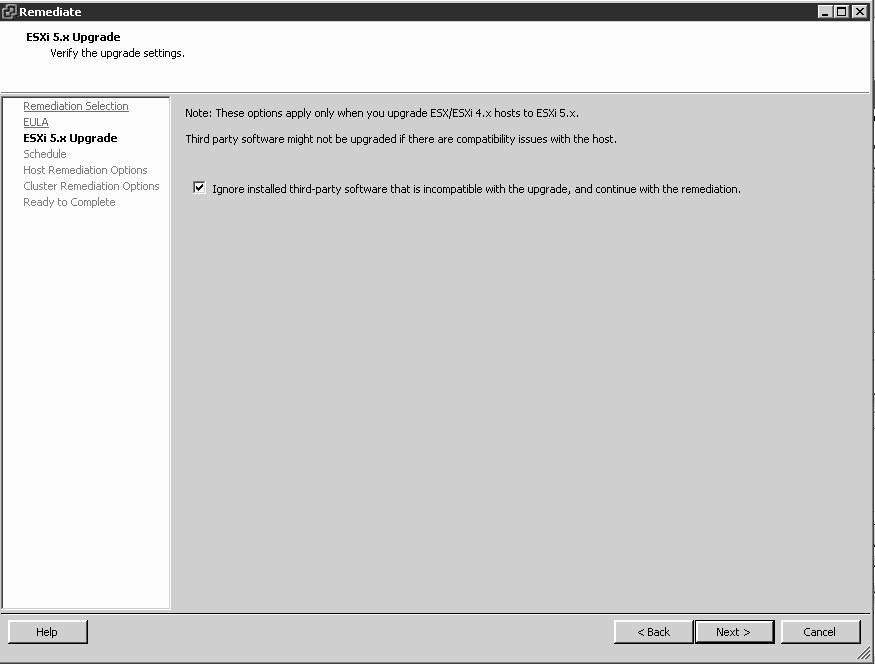 Remediate
ESXi 5.x Upgrade
Verify the upgrade settings.
Remediation Selection
EULA
ESXi 5.x Upgrade
Schedule
Host Remediation Options
Cluster Remediation Options
Ready to Complete
Note: These options apply only when you upgrade ESX/ESXi 4.x hosts to ESXi 5.x.
Third party software might not be upgraded if there are compatibility issues with the host.
Ignore installed third-party software that is incompatible with the upgrade, and continue with the remediation.
Help
< Back
Next >
Cancel